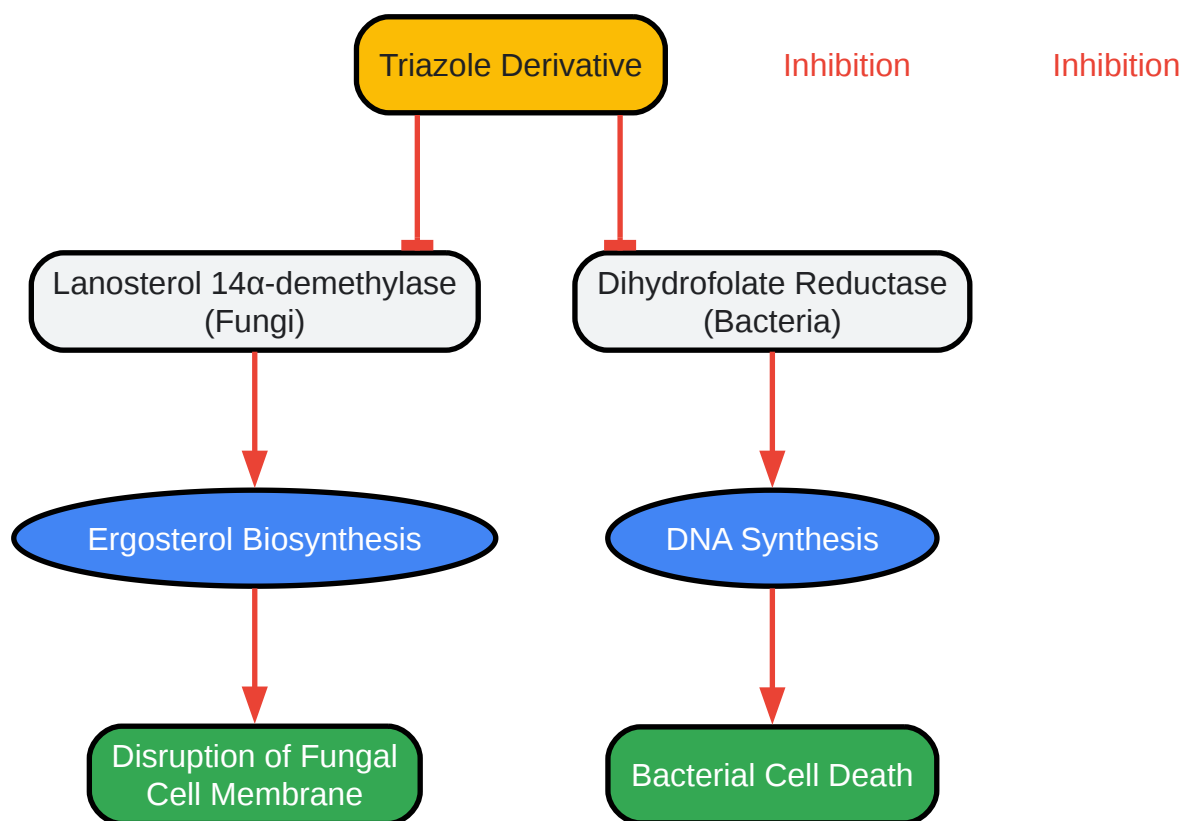 Triazole Derivative
Inhibition
Inhibition
Lanosterol 14α-demethylase
(Fungi)
Dihydrofolate Reductase
(Bacteria)
Ergosterol Biosynthesis
DNA Synthesis
Disruption of Fungal
Cell Membrane
Bacterial Cell Death